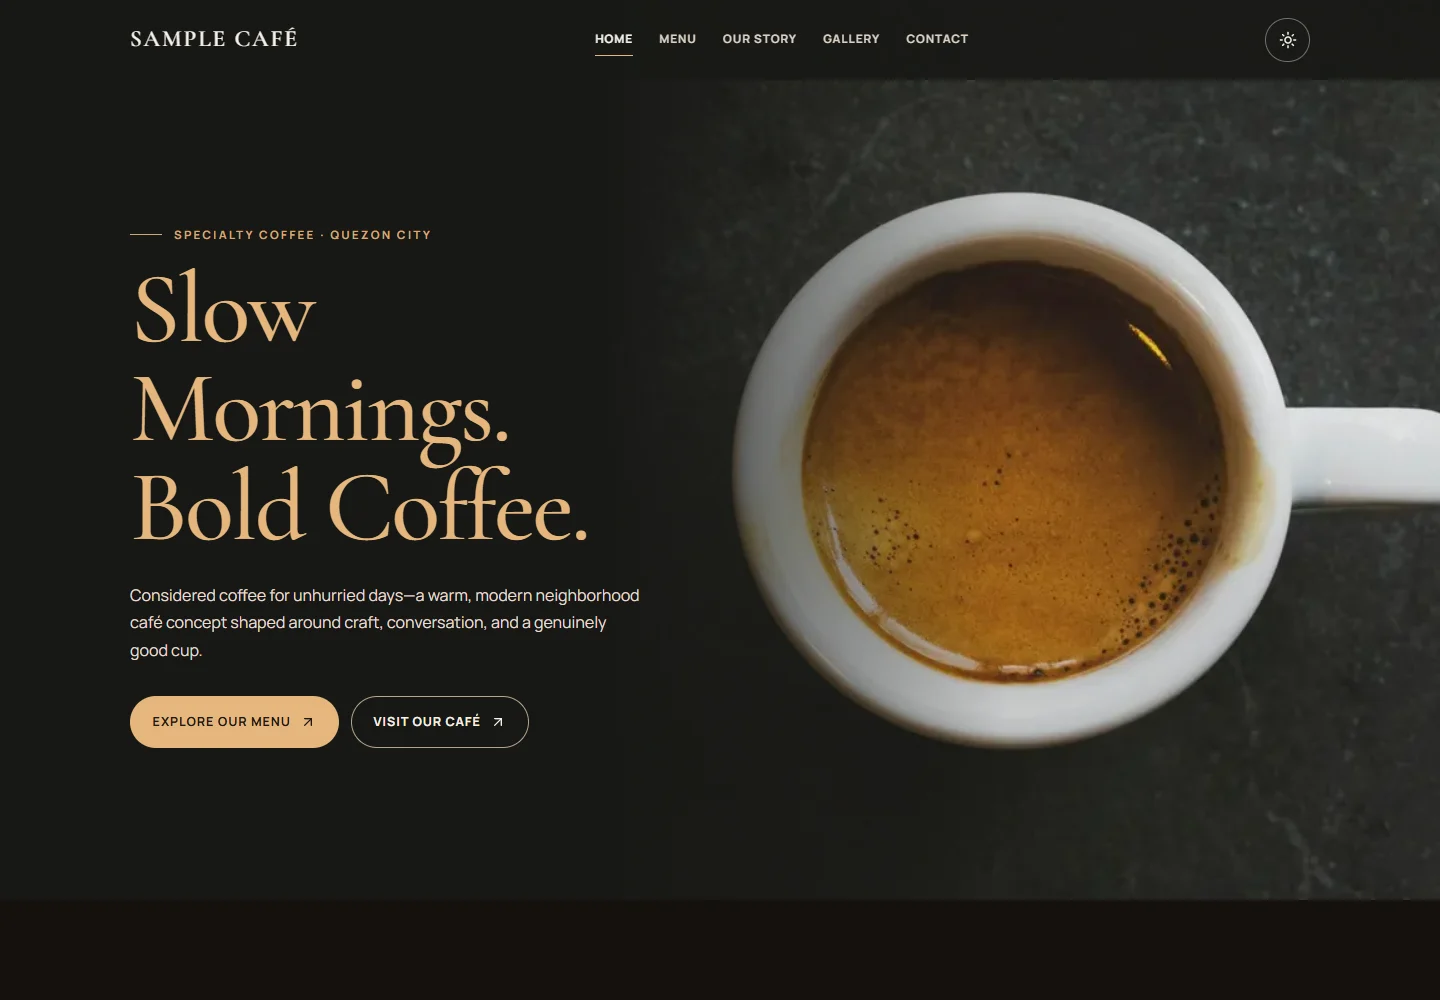 SAMPLE CAFÉ
HOME MENU OUR STORY GALLERY CONTACT
SPECIALTY COFFEE · QUEZON CITY
Slow
Mornings.
Bold Coffee.
Considered coffee for unhurried days—a warm, modern neighborhood
café concept shaped around craft, conversation, and a genuinely
good cup.
EXPLORE OUR MENU VISIT OUR CAFÉ